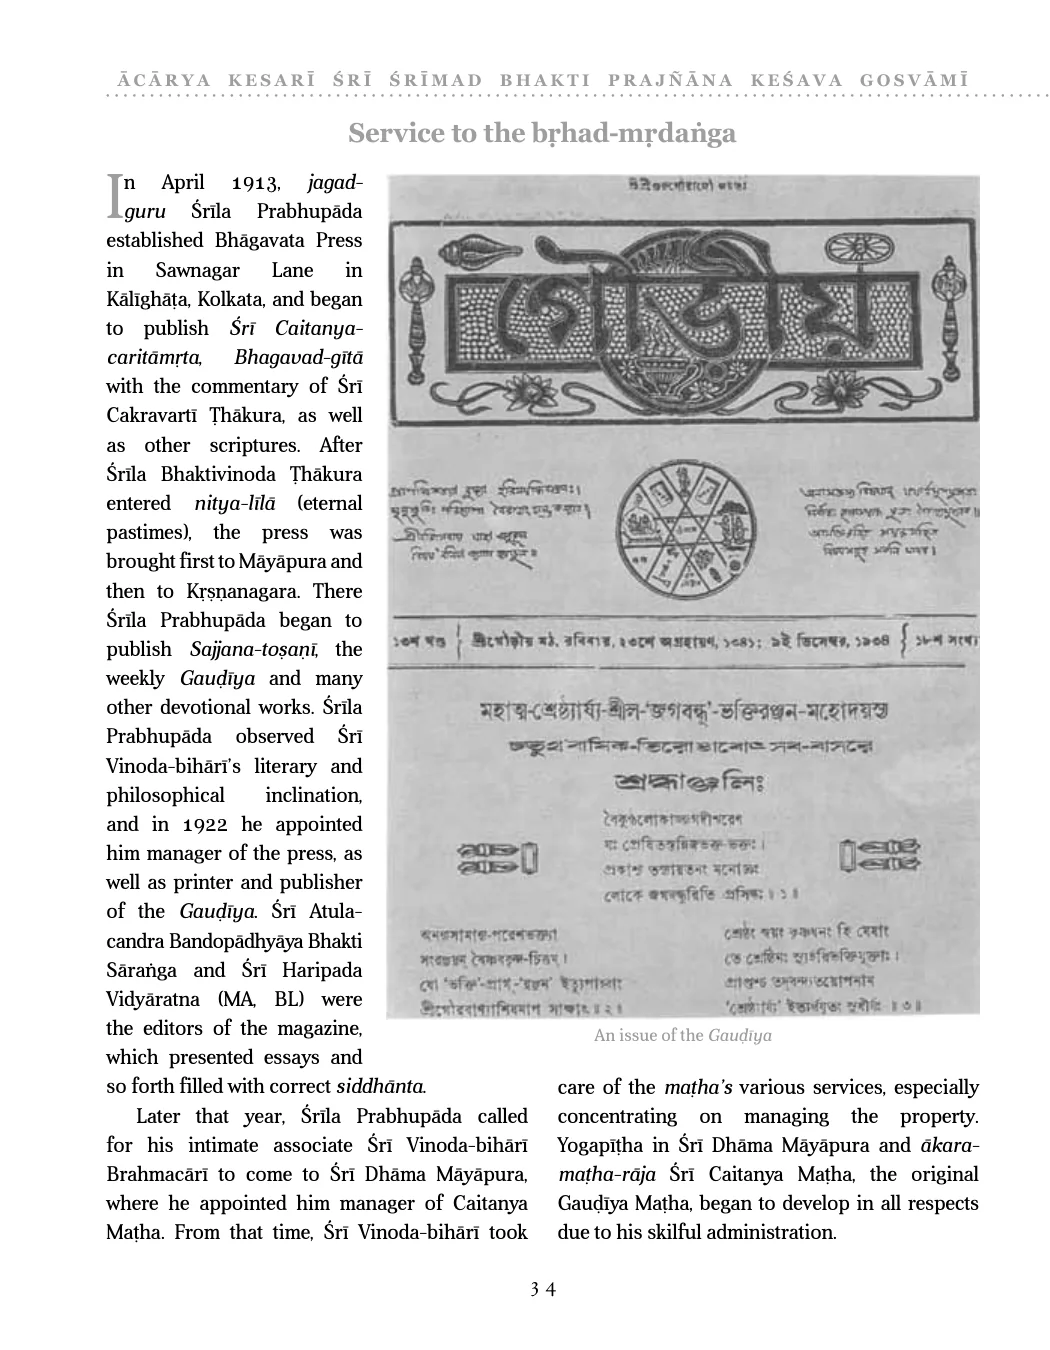 ĀCĀRYA KESARĪ ŚRĪ ŚRĪMAD BHAKTI PRAJÑĀNA KEŚAVA GOSVĀMĪ
Service to the bṛhad-mṛdaṅga
In April 1913, jagad-
guru Śrīla Prabhupāda
established Bhāgavata Press
in Sawnagar Lane in
Kālīghāṭa, Kolkata, and began
to publish Śrī Caitanya-
caritāmṛta, Bhagavad-gītā
with the commentary of Śrī
Cakravartī Ṭhākura, as well
as other scriptures. After
Śrīla Bhaktivinoda Ṭhākura
entered nitya-līlā (eternal
pastimes), the press was
brought first to Māyāpura and
then to Kṛṣṇanagara. There
Śrīla Prabhupāda began to
publish Sajjana-toṣaṇī, the
weekly Gauḍīya and many
other devotional works. Śrīla
Prabhupāda observed Śrī
Vinoda-bihārī’s literary and
philosophical inclination,
and in 1922 he appointed
him manager of the press, as
well as printer and publisher
of the Gauḍīya. Śrī Atula-
candra Bandopādhyāya Bhakti
Sāraṅga and Śrī Haripada
Vidyāratna (MA, BL) were
the editors of the magazine,
which presented essays and
so forth filled with correct siddhānta.
Later that year, Śrīla Prabhupāda called
for his intimate associate Śrī Vinoda-bihārī
Brahmacārī to come to Śrī Dhāma Māyāpura,
where he appointed him manager of Caitanya
Maṭha. From that time, Śrī Vinoda-bihārī took
গৌড়ীয়
১৩শ খণ্ড শ্রীগৌড়ীয় মঠ, রবিবার, ২৩শে অগ্রহায়ণ, ১৩৪১; ৯ই ডিসেম্বর, ১৯৩৪ ১৮শ সংখ্যা
মহাত্ম-শ্রেষ্ঠার্য্য-শ্রীল-‘জগবন্ধু’-ভক্তিরঞ্জন-মহোদয়স্য
শ্রদ্ধাঞ্জলিঃ
লোকে জগবন্ধুরিতি প্রসিদ্ধঃ॥ ১॥
An issue of the Gauḍīya
care of the maṭha’s various services, especially
concentrating on managing the property.
Yogapīṭha in Śrī Dhāma Māyāpura and ākara-
maṭha-rāja Śrī Caitanya Maṭha, the original
Gauḍīya Maṭha, began to develop in all respects
due to his skilful administration.
34